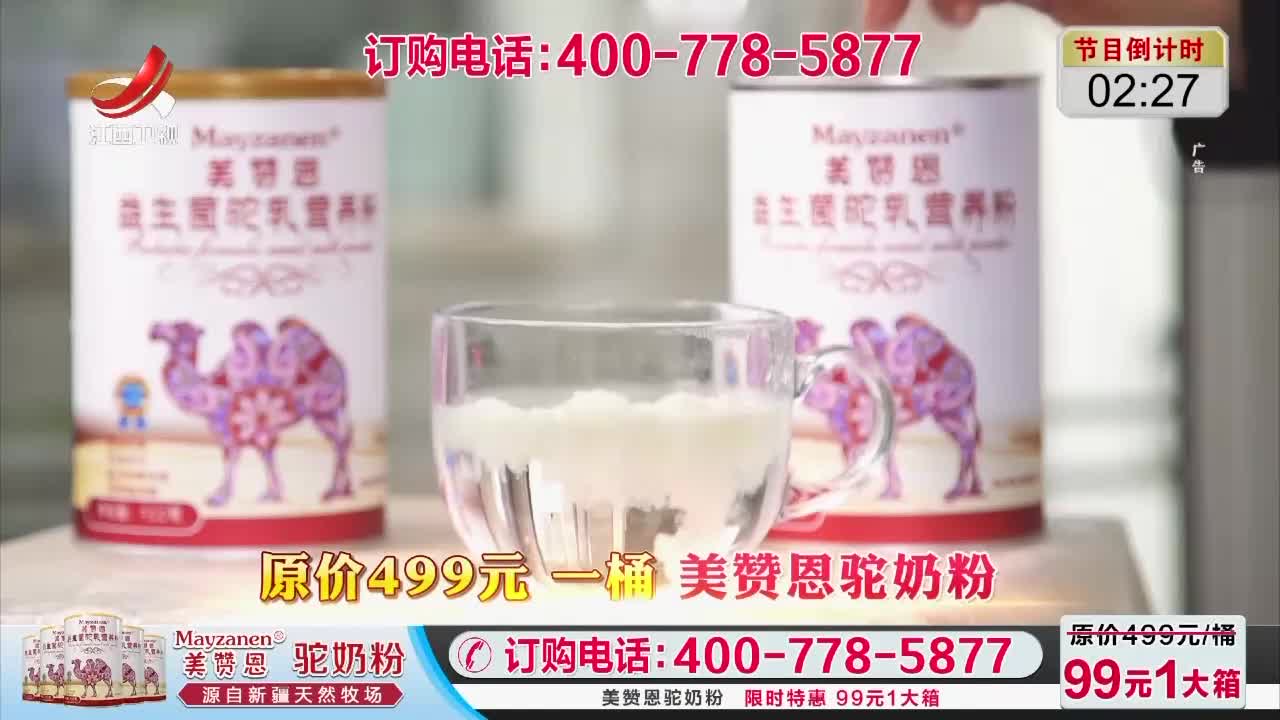 订购电话:400-778-5877
节目倒计时
02:27
广告
江西卫视
Mayzanen®
美赞恩
益生菌驼乳营养粉
Mayzanen®
美赞恩
益生菌驼乳营养粉
原价499元 一桶 美赞恩驼奶粉
Mayzanen®
美赞恩 驼奶粉
源自新疆天然牧场
订购电话:400-778-5877
美赞恩驼奶粉 限时特惠 99元1大箱
原价499元/桶
99元1大箱